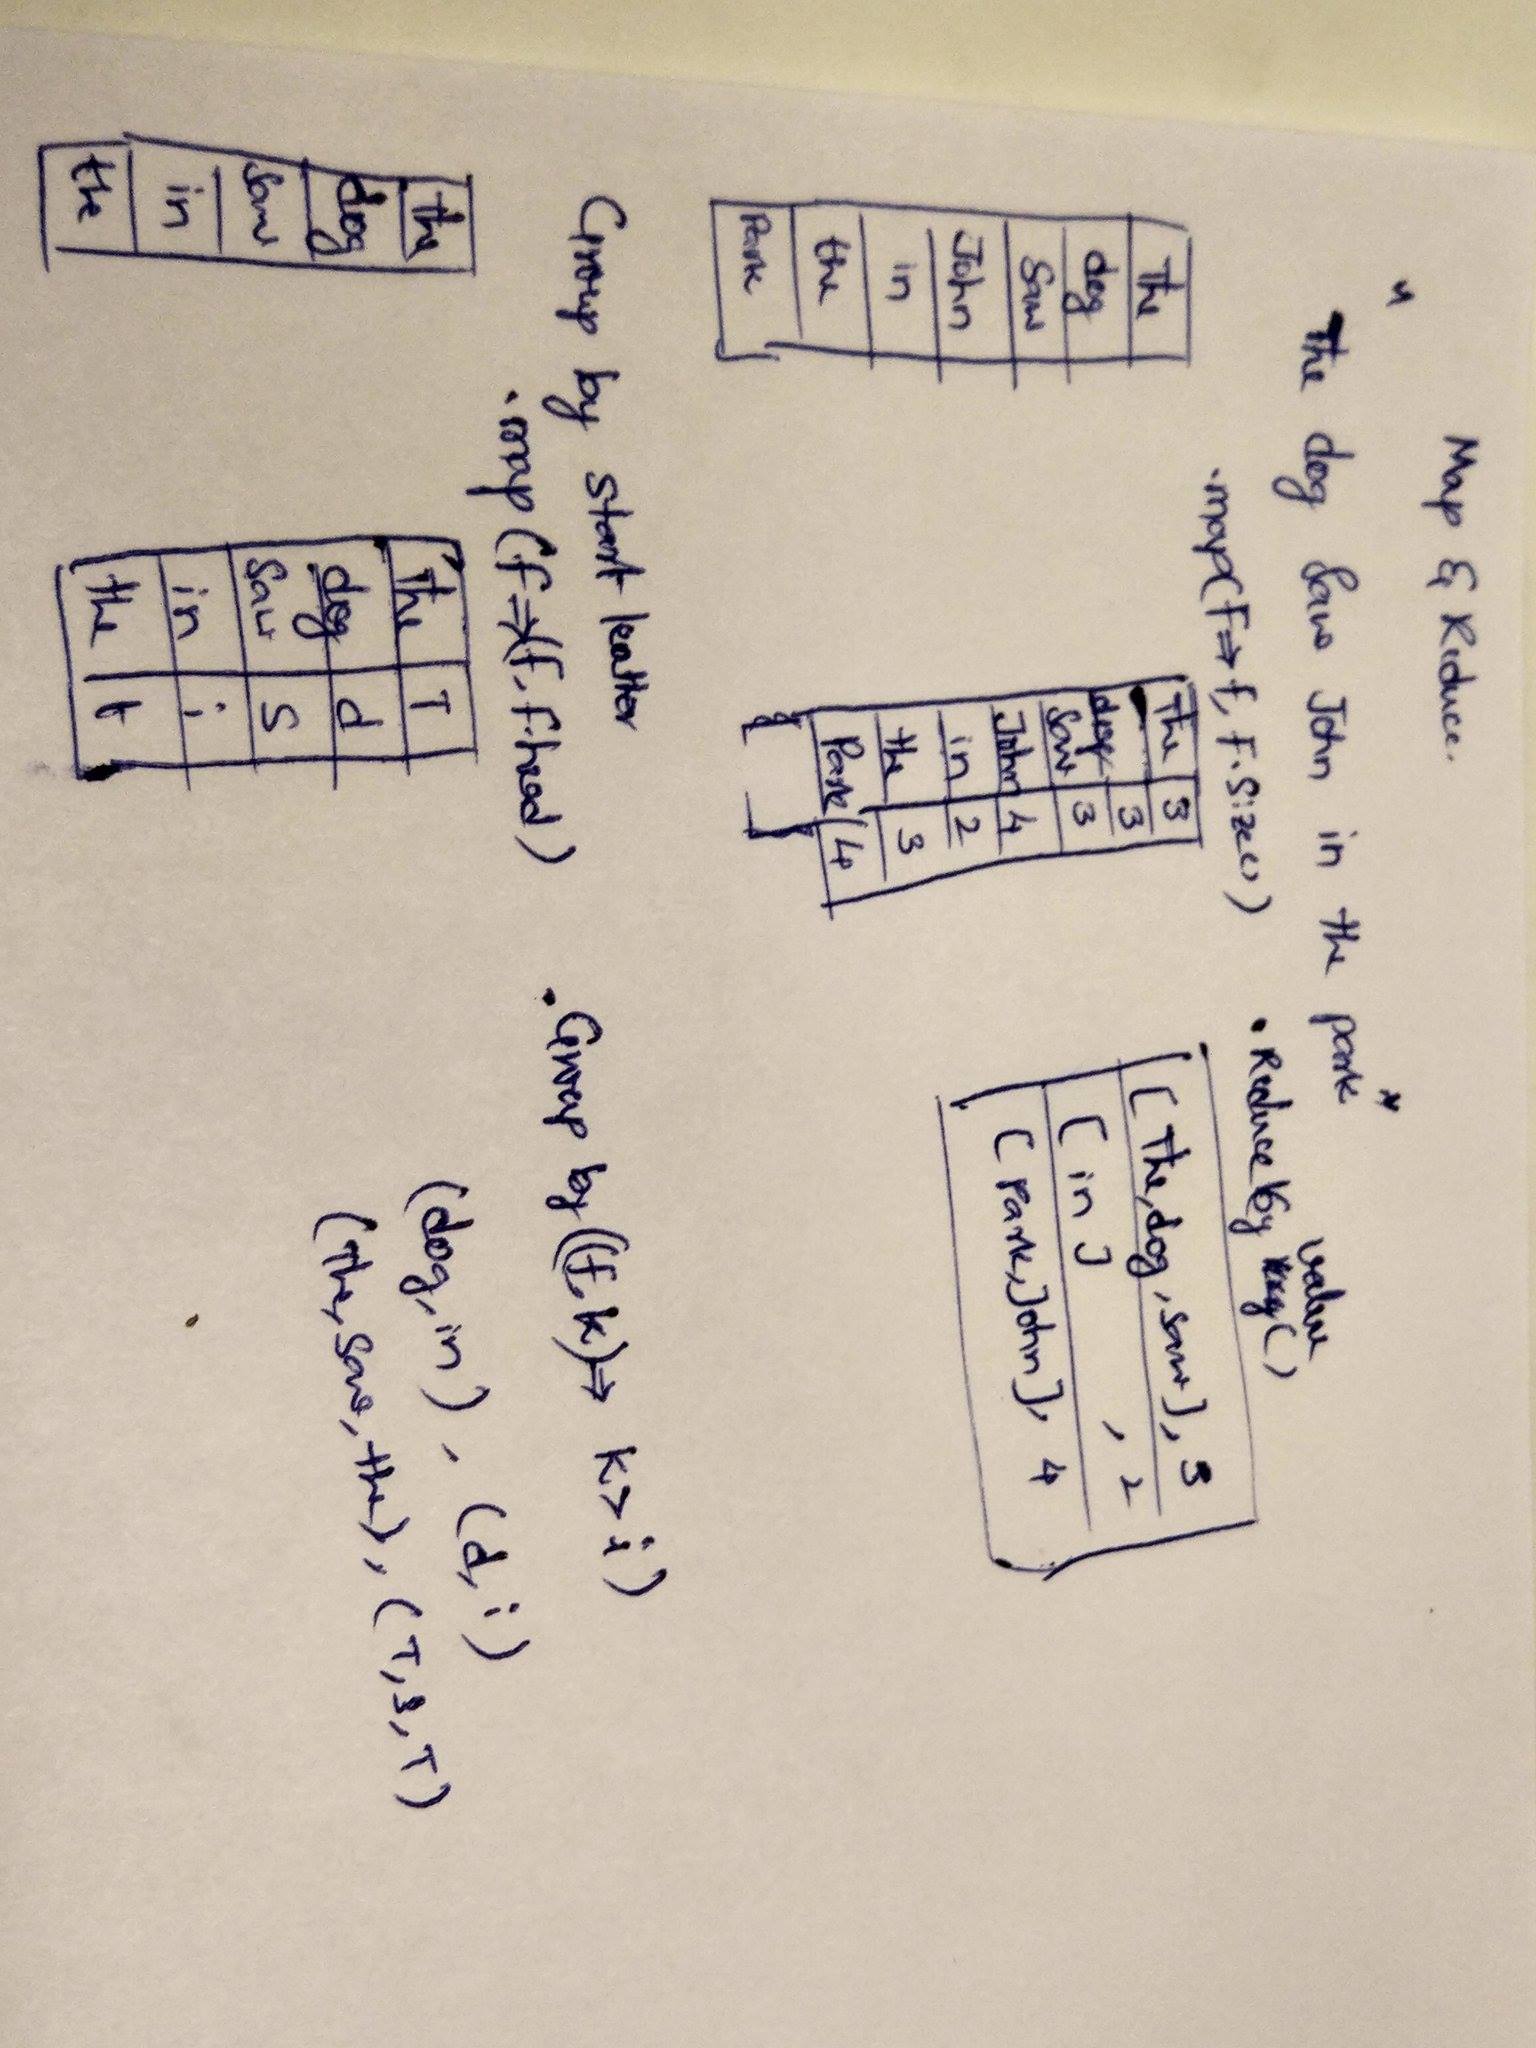 Map & Reduce.
"The dog Saw John in the park"
.map(F⇒f, F.Size())
• Reduce by value()
The
dog
Saw
John
in
the
Park
The 3
dog 3
Saw 3
John 4
in 2
the 3
Park 4
[The, dog, saw], 3
[in] , 2
[Park, John], 4
Group by start leatter
.map(f⇒(f, f.head)
.Group by((f,k)⇒ k>i)
the
dog
Saw
in
the
The T
dog d
Saw S
in i
the t
(dog, in), (d, i)
(The, Saw, the), (T, S, T)